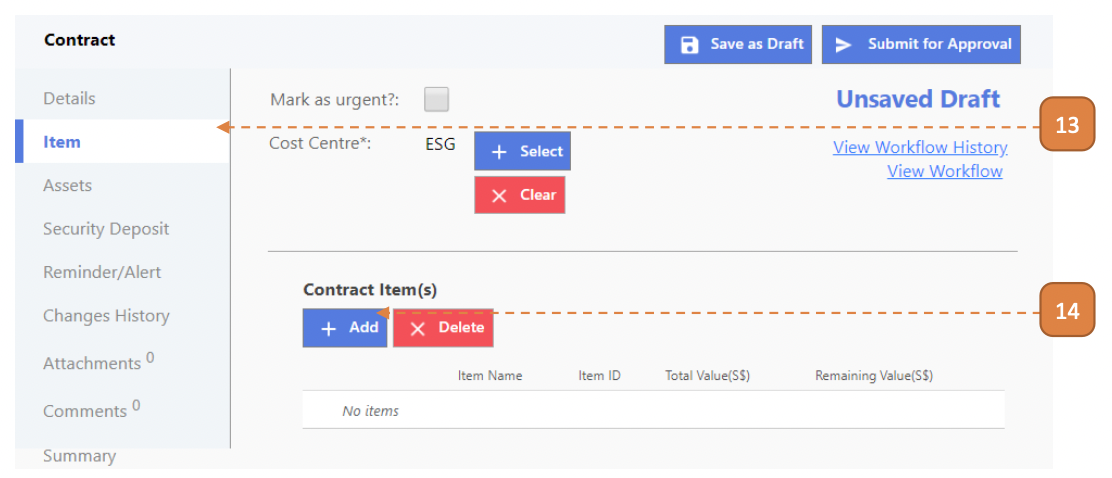 Contract
Save as Draft
Submit for Approval
Details
Item
Assets
Security Deposit
Reminder/Alert
Changes History
Attachments 0
Comments 0
Summary
Mark as urgent?:
Unsaved Draft
13
Cost Centre*:
ESG
+ Select
× Clear
View Workflow History
View Workflow
Contract Item(s)
14
+ Add
× Delete
Item Name Item ID Total Value(S$) Remaining Value(S$)
No items